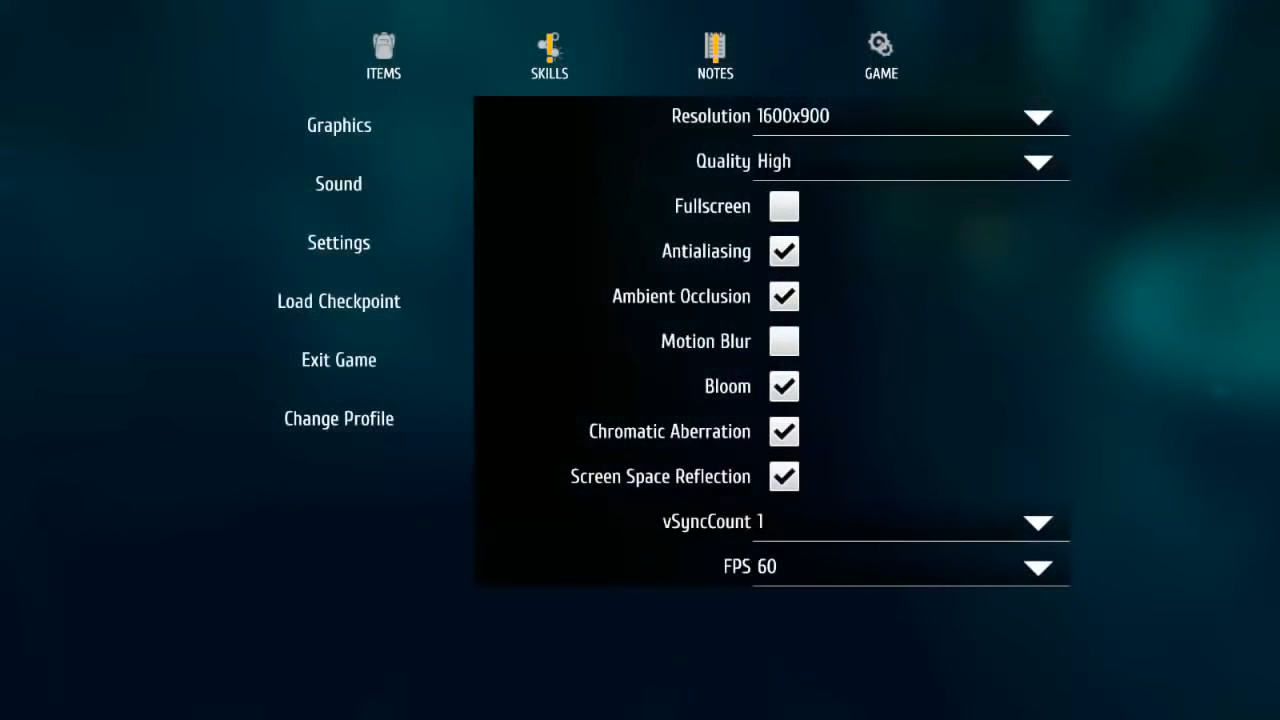 ITEMS
SKILLS
NOTES
GAME
Graphics
Sound
Settings
Load Checkpoint
Exit Game
Change Profile
Resolution 1600x900
Quality High
Fullscreen
Antialiasing
Ambient Occlusion
Motion Blur
Bloom
Chromatic Aberration
Screen Space Reflection
vSyncCount 1
FPS 60